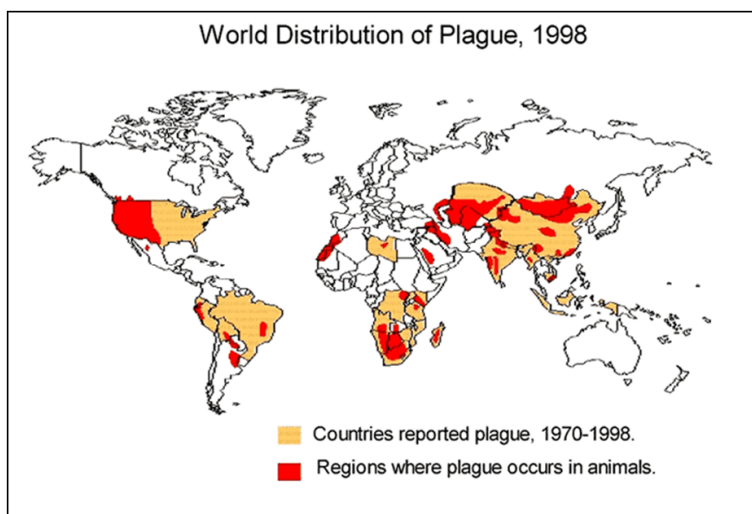 World Distribution of Plague, 1998
Countries reported plague, 1970-1998.
Regions where plague occurs in animals.